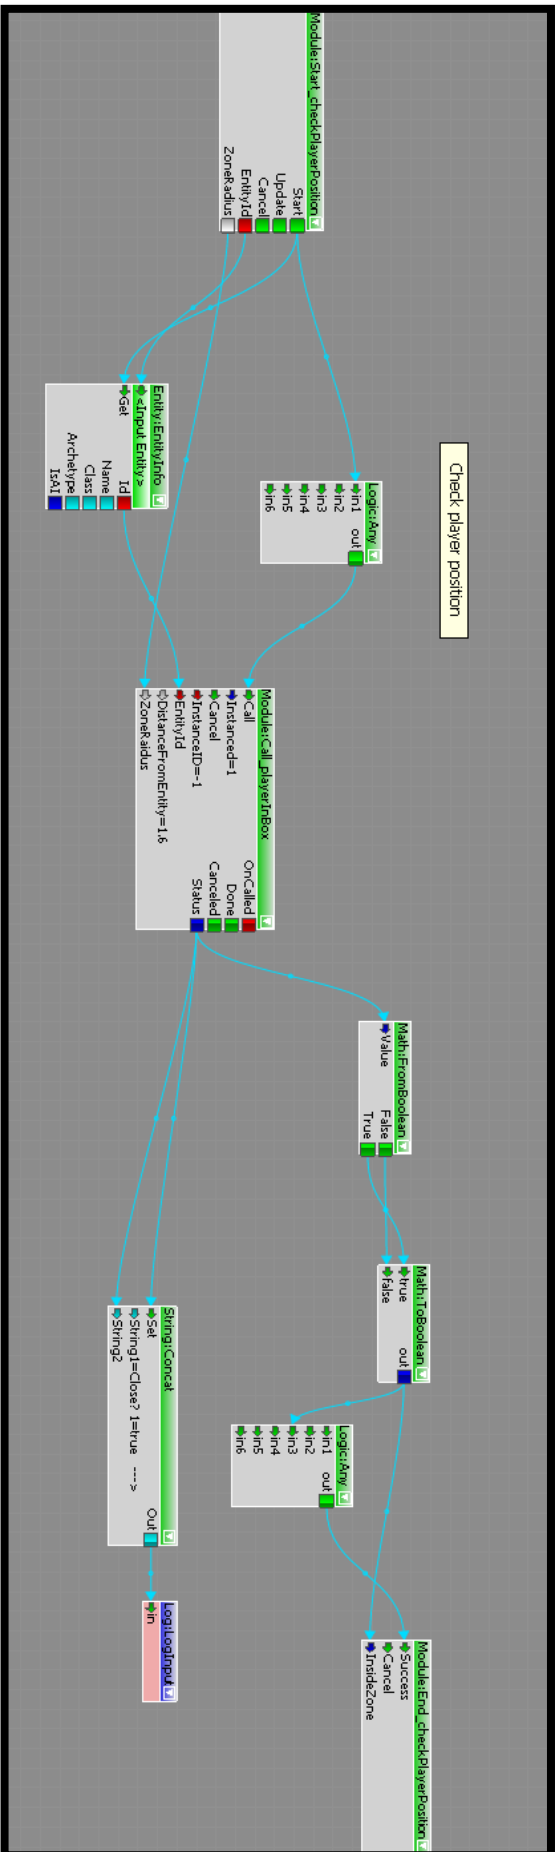 Check player position
Module:Start_checkPlayerPosition
Start
Update
Cancel
EntityId
ZoneRadius
Entity:EntityInfo
<Input Entity>
Get
Id
Name
Class
Archetype
IsAI
Logic:Any
in1
in2
in3
in4
in5
in6
out
Module:Call_playerInBox
Call
Instanced=1
Cancel
InstanceID=-1
EntityId
DistanceFromEntity=1.6
ZoneRaidus
OnCalled
Done
Canceled
Status
Math:FromBoolean
Value
False
True
Math:ToBoolean
true
false
out
Logic:Any
in1
in2
in3
in4
in5
in6
out
String:Concat
Set
String1=Close? 1=true --->
String2
Out
Log:LogInput
in
Module:End_checkPlayerPosition
Success
Cancel
InsideZone